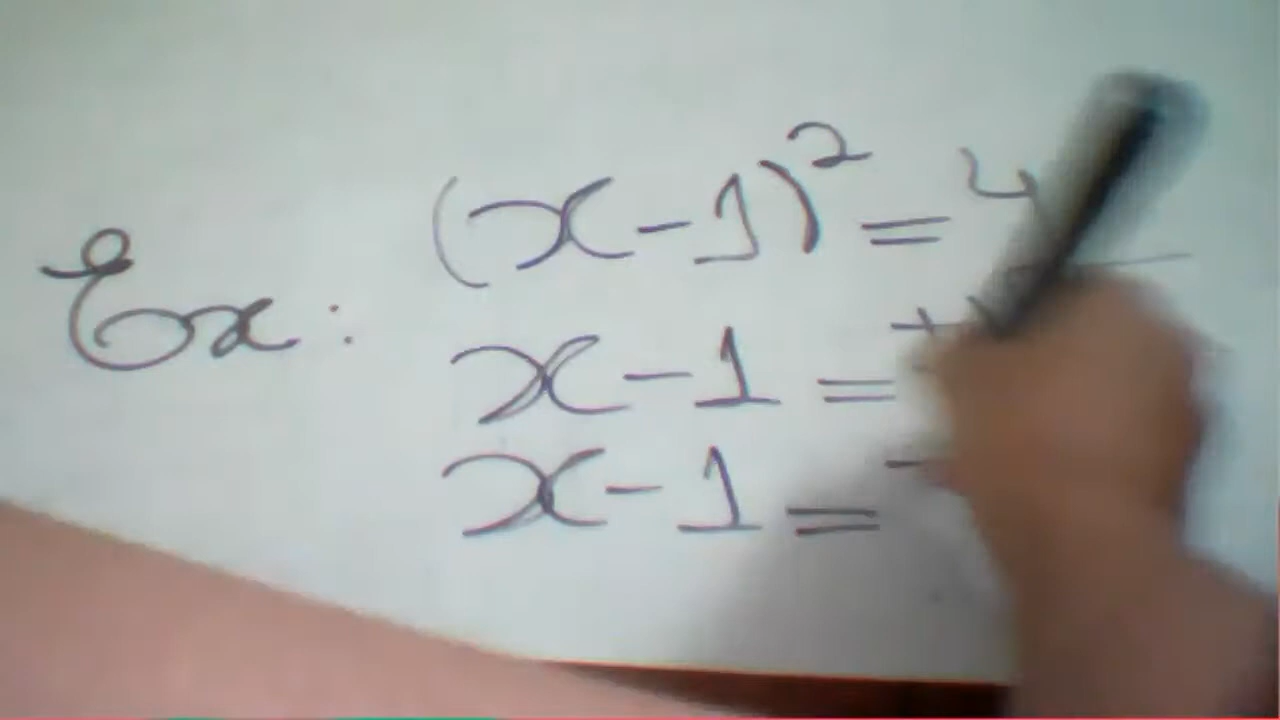 Ex:
(x-1)² = 4
x-1 = +
x-1 = -